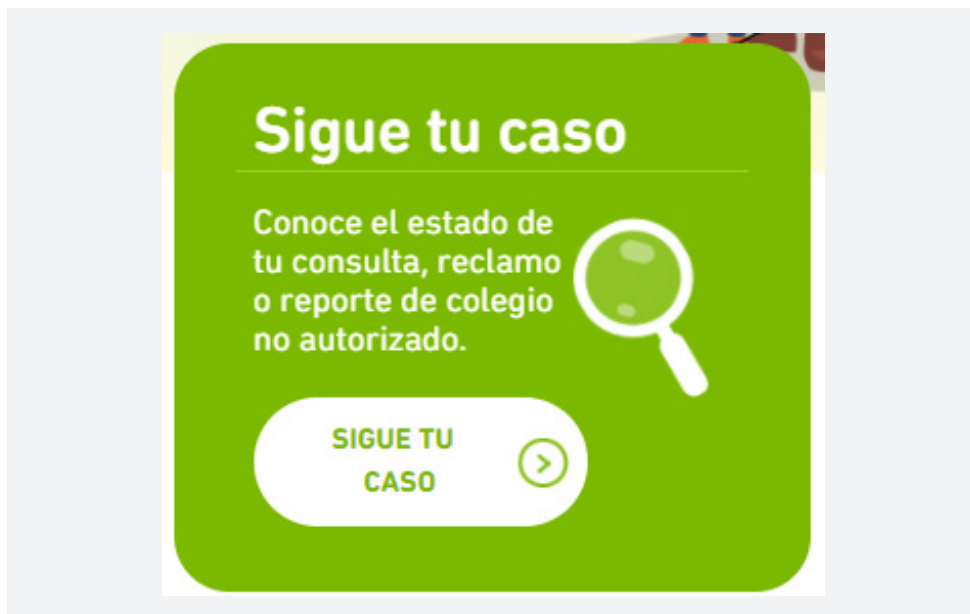 Sigue tu caso
Conoce el estado de
tu consulta, reclamo
o reporte de colegio
no autorizado.
SIGUE TU
CASO